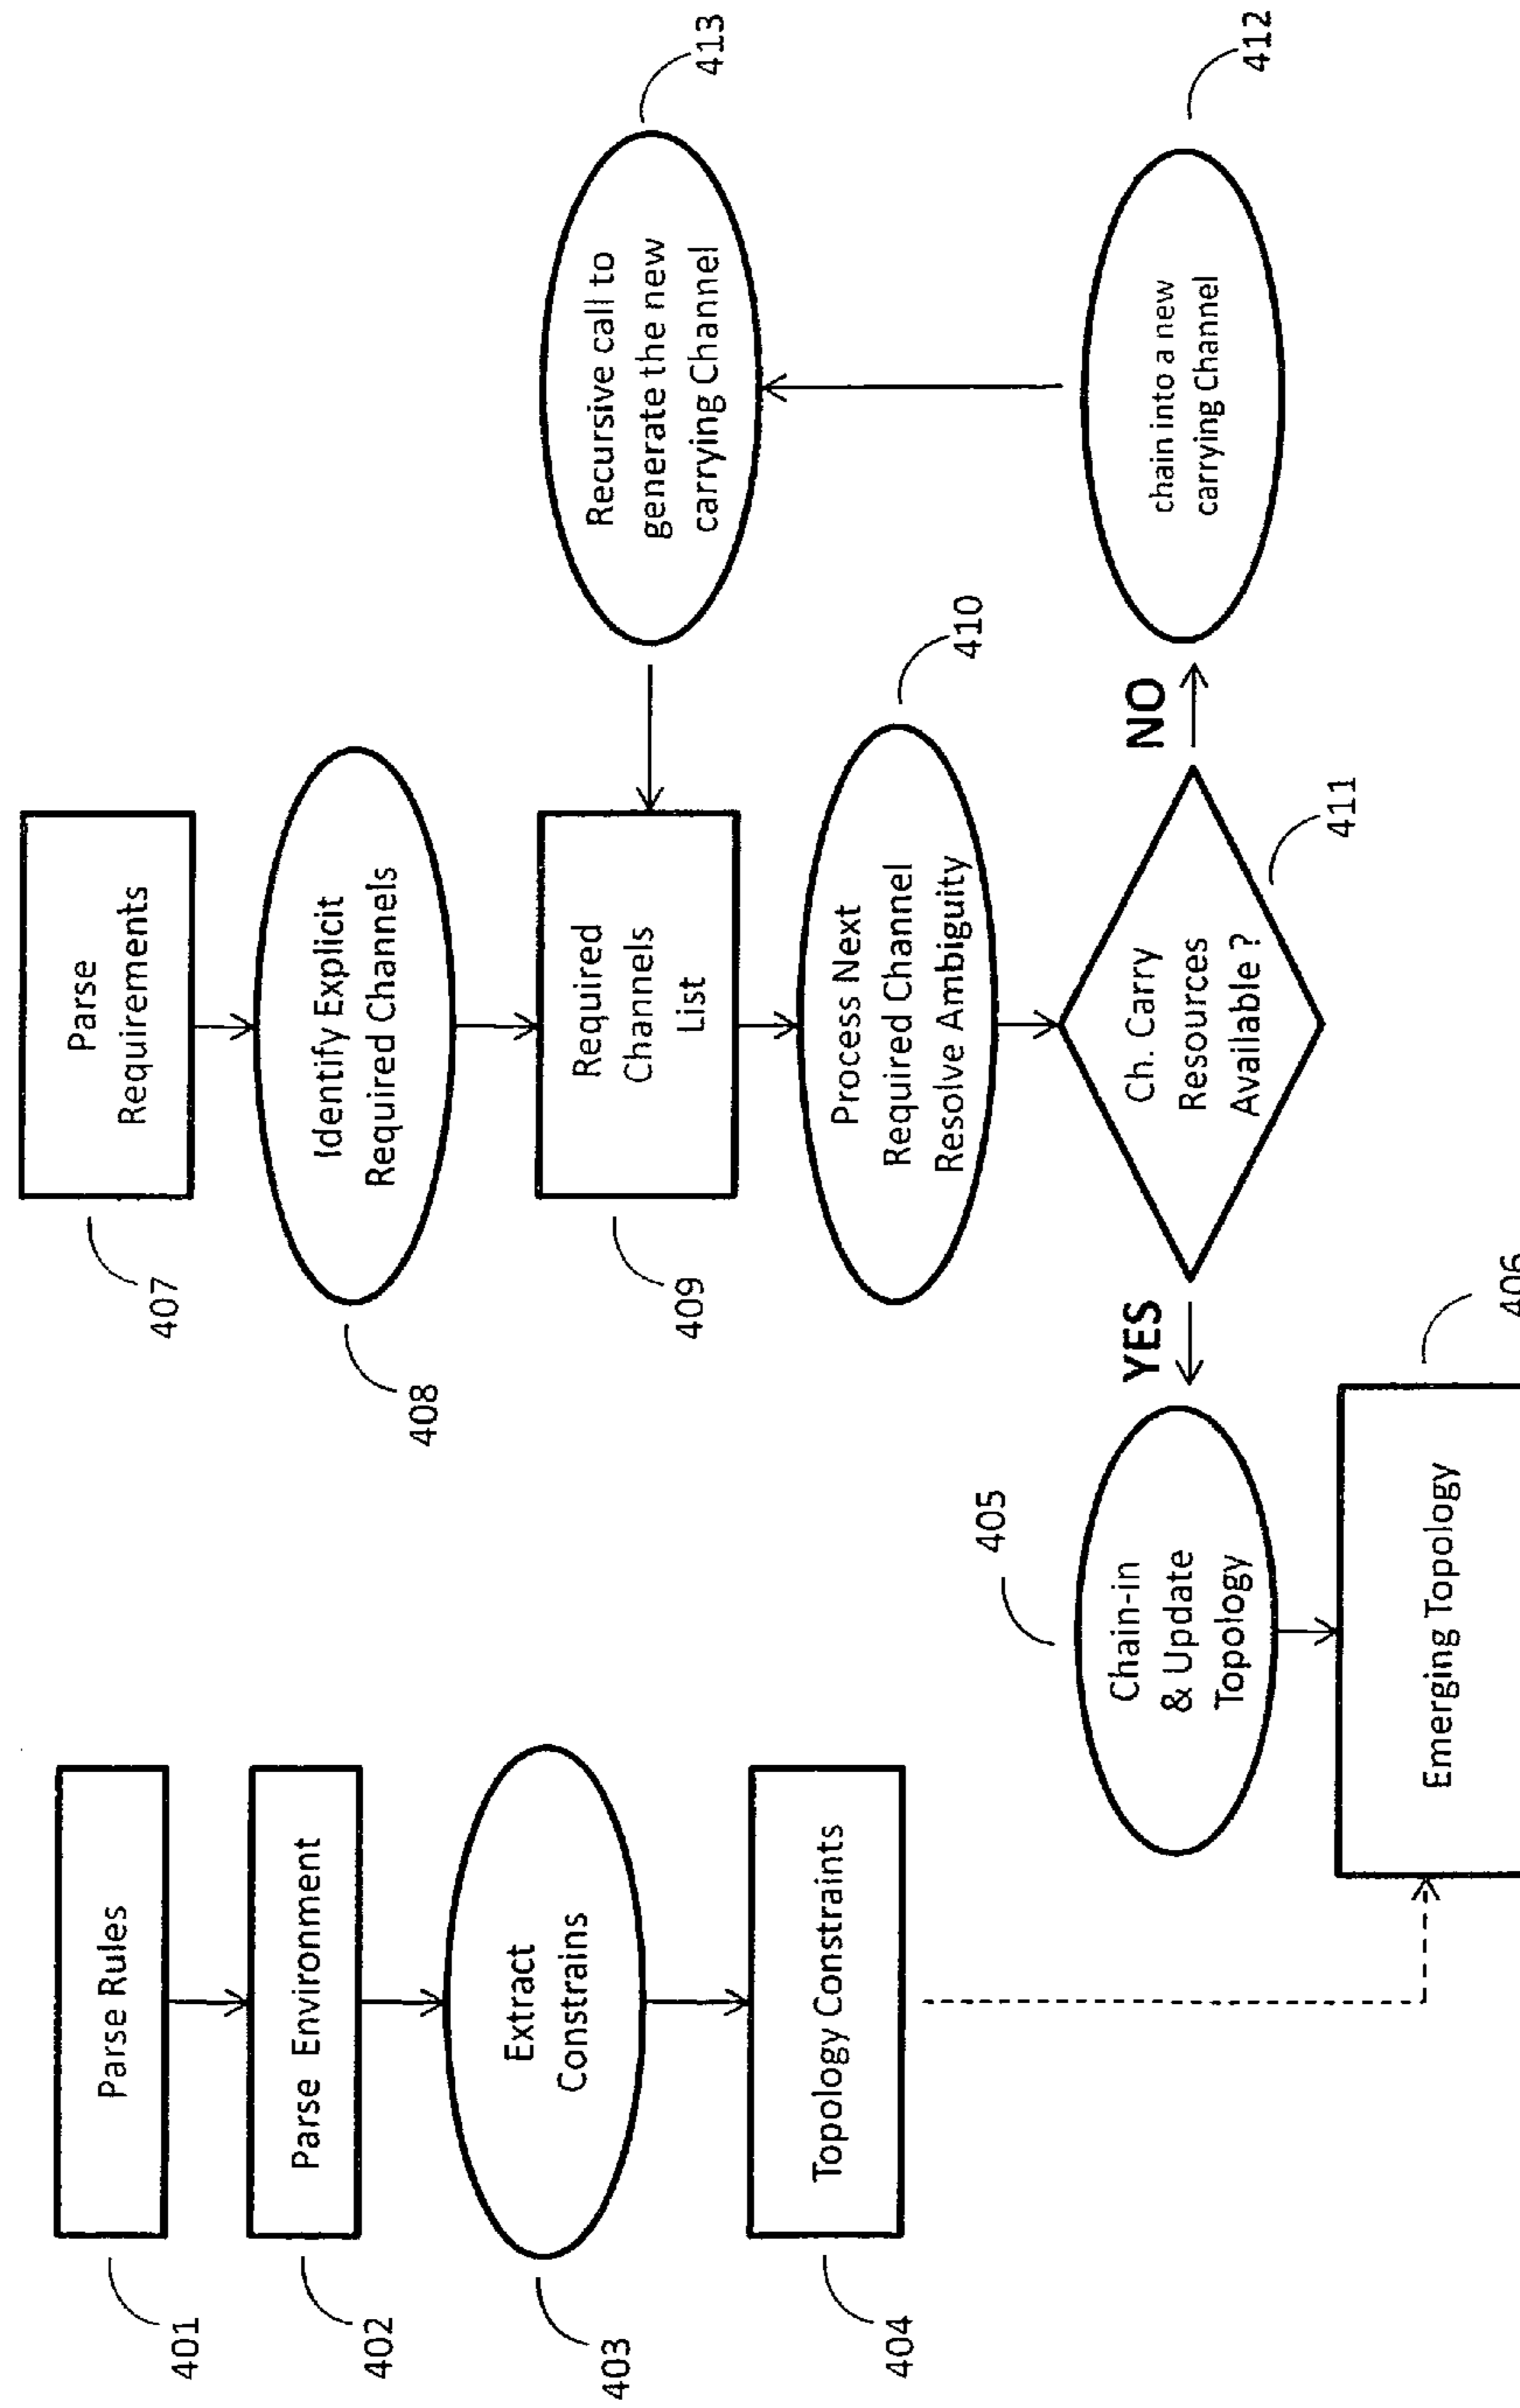 401
Parse Rules
402
Parse Environment
403
Extract
Constrains
404
Topology Constraints
405
Chain-in
& Update
Topology
Emerging Topology
406
407
Parse
Requirements
408
Identify Explicit
Required Channels
409
Required
Channels
List
Process Next
Required Channel
Resolve Ambiguity
410
Ch. Carry
Resources
Available ?
411
YES
NO
chain into a new
carrying Channel
412
Recursive call to
generate the new
carrying Channel
413